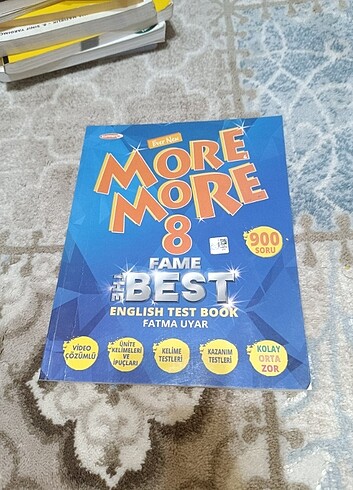 Ever New
MORE
MORE
8
900
SORU
FAME
THE BEST
ENGLISH TEST BOOK
FATMA UYAR
VİDEO
ÇÖZÜMLÜ
ÜNİTE
KELİMELERİ
VE
İPUÇLARI
KELİME
TESTLERİ
KAZANIM
TESTLERİ
KOLAY
ORTA
ZOR